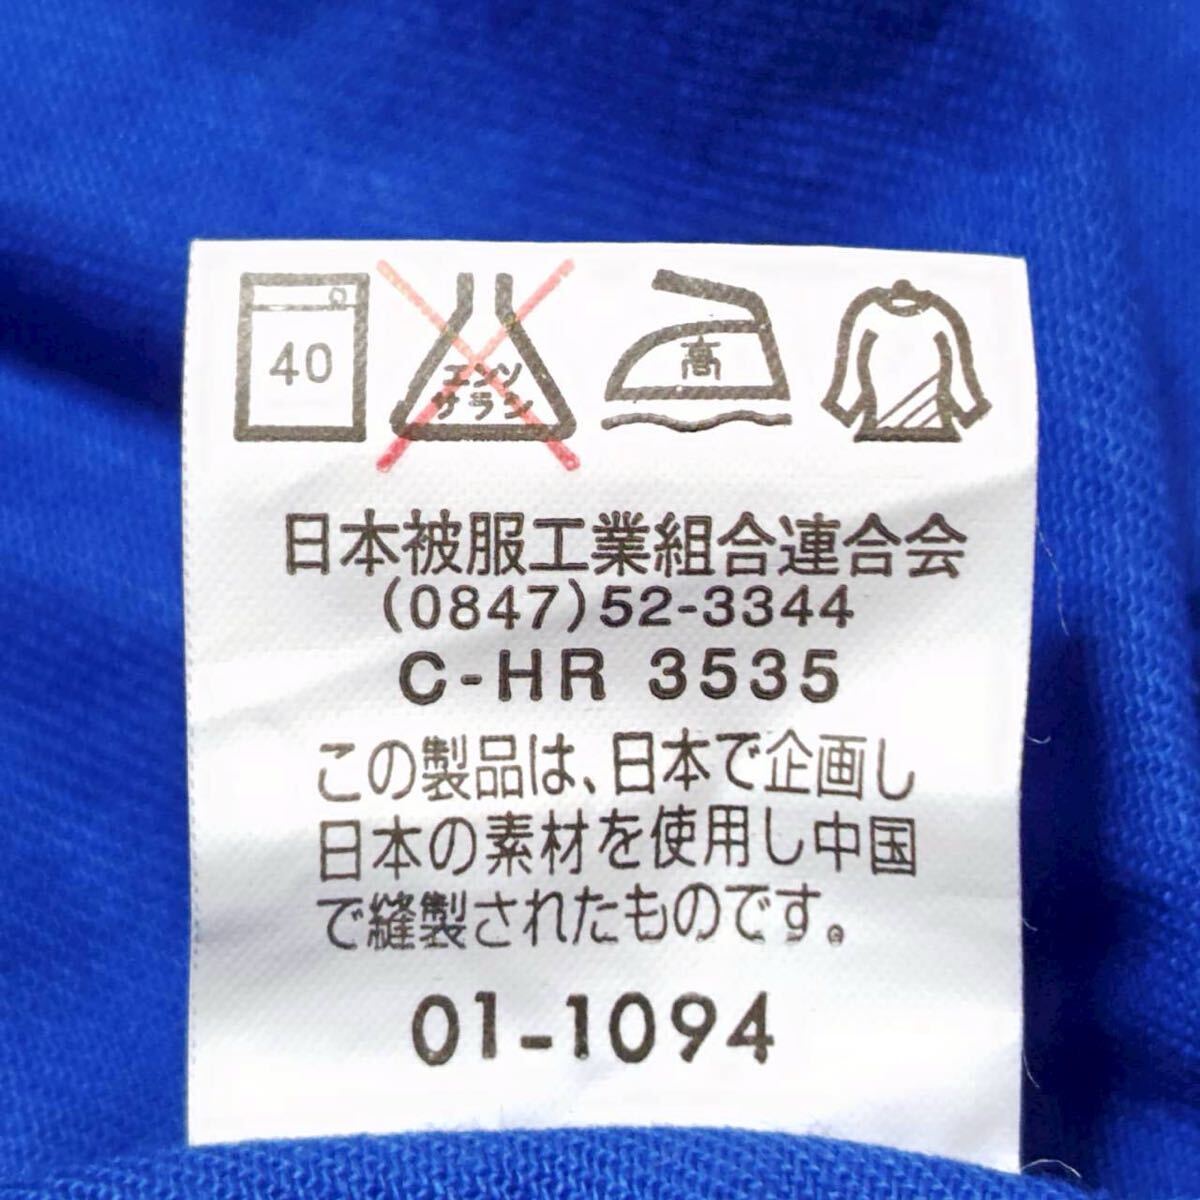 40
エンソ
サラシ
高
日本被服工業組合連合会
(0847)52-3344
C-HR 3535
この製品は、日本で企画し
日本の素材を使用し中国
で縫製されたものです。
01-1094